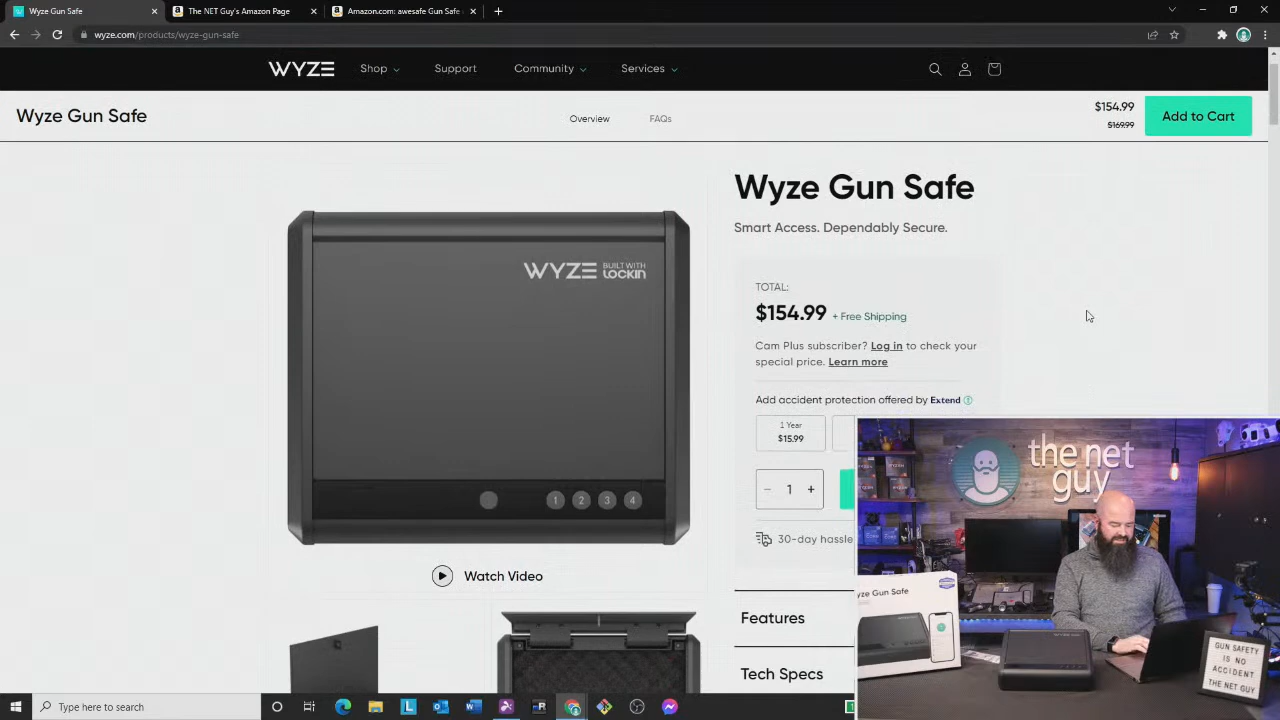 Wyze Gun Safe
The NET Guy's Amazon Page
Amazon.com: awesafe Gun Safe
wyze.com/products/wyze-gun-safe
WYZE
Shop
Support
Community
Services
Wyze Gun Safe
Overview
FAQs
$154.99
$169.99
Add to Cart
Wyze Gun Safe
Smart Access. Dependably Secure.
WYZE BUILT WITH LOCKIN
1 2 3 4
Watch Video
TOTAL:
$154.99 + Free Shipping
Cam Plus subscriber? Log in to check your
special price. Learn more
Add accident protection offered by Extend
1 Year
$15.99
1
30-day hassle
Features
Tech Specs
the net
guy
yze Gun Safe
GUN SAFETY
IS NO
ACCIDENT
THE NET GUY
Type here to search